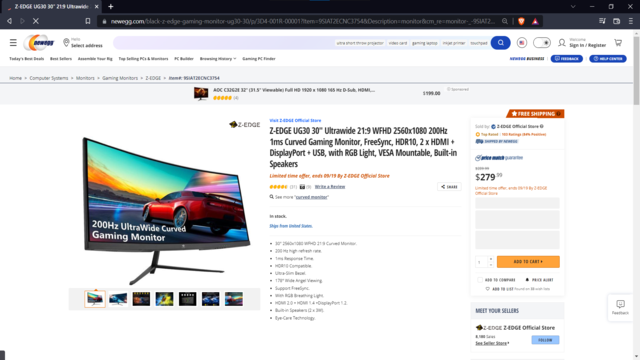 Z-EDGE UG30 30" 21:9 Ultrawide
newegg.com/black-z-edge-gaming-monitor-ug30-30/p/3D4-001R-00001?Item=9SIAT2ECNC3754&Description=monitor&cm_re=monitor-_-9SIAT2
newegg
Hello
Select address
ultra short throw projector
video card
gaming laptop
inkjet printer
touchpad
Welcome
Sign In / Register
Today's Best Deals
Best Sellers
Assemble Your Rig
Top Selling PCs & Monitors
PC Builder
Browsing History
Gaming PC Finder
NEWEGG BUSINESS
FEEDBACK
HELP CENTER
Home > Computer Systems > Monitors > Gaming Monitors > Z-EDGE > Item#: 9SIAT2ECNC3754
AOC C32G2E 32" (31.5" Viewable) Full HD 1920 x 1080 165 Hz D-Sub, HDMI,...
(4)
$199.00
Sponsored
Z-EDGE
200Hz UltraWide Curved
Gaming Monitor
Visit Z-EDGE Official Store
Z-EDGE UG30 30" Ultrawide 21:9 WFHD 2560x1080 200Hz
1ms Curved Gaming Monitor, FreeSync, HDR10, 2 x HDMI +
DisplayPort + USB, with RGB Light, VESA Mountable, Built-in
Speakers
Limited time offer, ends 09/19 By Z-EDGE Official Store
Write a Review
SHARE
See more "curved monitor"
In stock.
Ships from United States.
30" 2560x1080 WFHD 21:9 Curved Monitor.
200 Hz high refresh rate.
1ms Response Time.
HDR10 Compatible.
Ultra-Slim Bezel.
178° Wide Angel Viewing.
Support FreeSync.
With RGB Breathing Light.
HDMI 2.0 + HDMI 1.4 +DisplayPort 1.2.
Built-in Speakers (2 x 3W)
Eye-Care Technology.
FREE SHIPPING
Sold by: Z-EDGE Official Store
Top Rated
SHIPPED BY NEWEGG
price match guarantee
$279.99
Limited time offer, ends 09/19 By Z-EDGE
Official Store
1
ADD TO CART
ADD TO COMPARE
PRICE ALERT
ADD TO LIST
MEET YOUR SELLERS
Z-EDGE Z-EDGE Official Store
See Seller Store
FOLLOW
Feedback